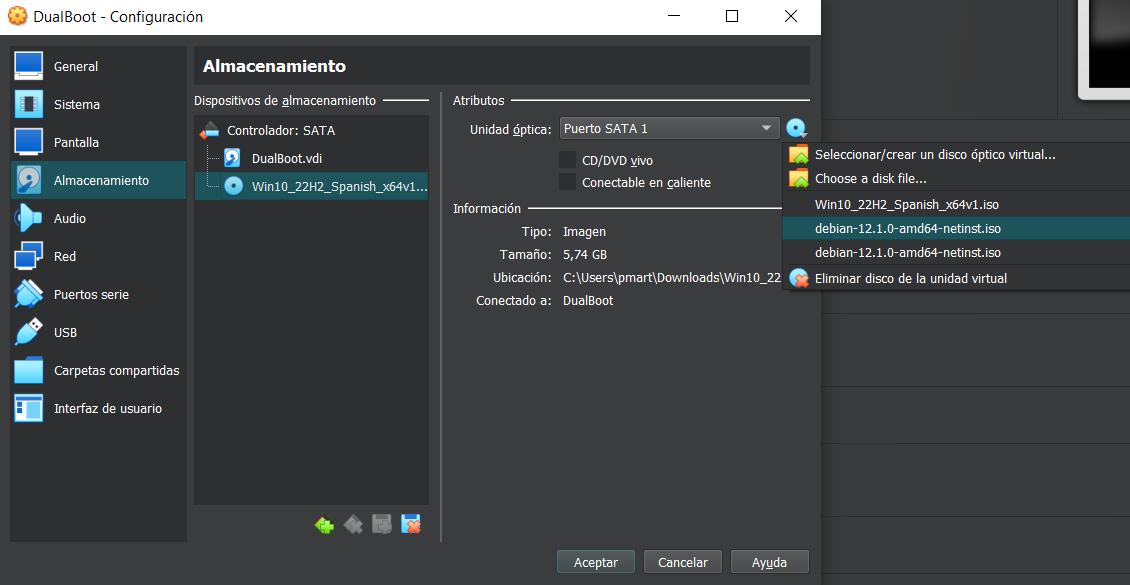 DualBoot - Configuración
General
Sistema
Pantalla
Almacenamiento
Audio
Red
Puertos serie
USB
Carpetas compartidas
Interfaz de usuario
Almacenamiento
Dispositivos de almacenamiento
Controlador: SATA
DualBoot.vdi
Win10_22H2_Spanish_x64v1...
Atributos
Unidad óptica: Puerto SATA 1
CD/DVD vivo
Conectable en caliente
Información
Tipo: Imagen
Tamaño: 5,74 GB
Ubicación: C:\Users\pmart\Downloads\Win10_22
Conectado a: DualBoot
Seleccionar/crear un disco óptico virtual...
Choose a disk file...
Win10_22H2_Spanish_x64v1.iso
debian-12.1.0-amd64-netinst.iso
debian-12.1.0-amd64-netinst.iso
Eliminar disco de la unidad virtual
Aceptar
Cancelar
Ayuda